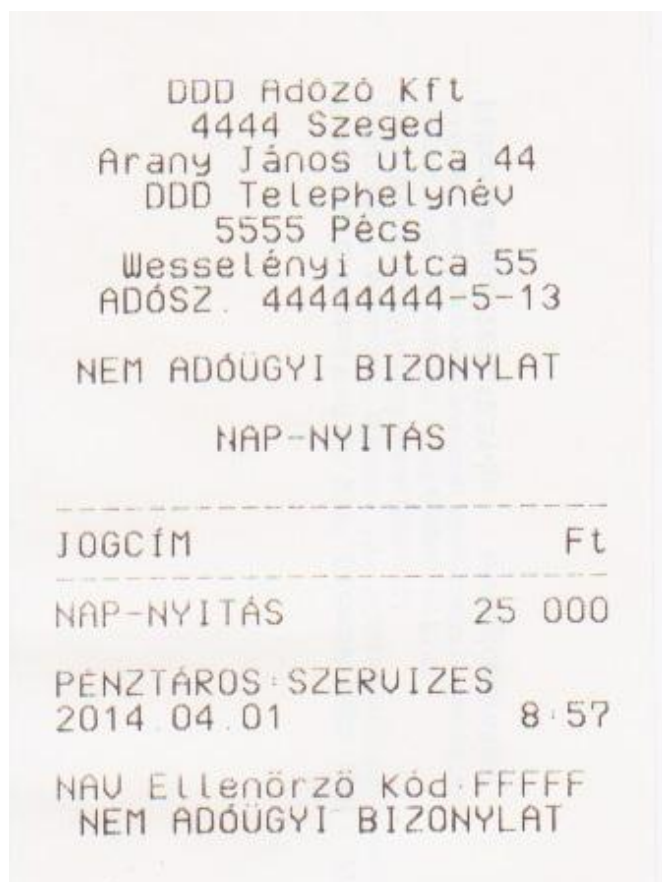 DDD Adózó Kft
4444 Szeged
Arany János utca 44
DDD Telephelynév
5555 Pécs
Wesselényi utca 55
ADÓSZ. 44444444-5-13
NEM ADÓÜGYI BIZONYLAT
NAP-NYITÁS
JOGCÍM Ft
NAP-NYITÁS 25 000
PÉNZTÁROS:SZERVIZES
2014.04.01 8:57
NAV Ellenörzö Kód:FFFFF
NEM ADÓÜGYI BIZONYLAT